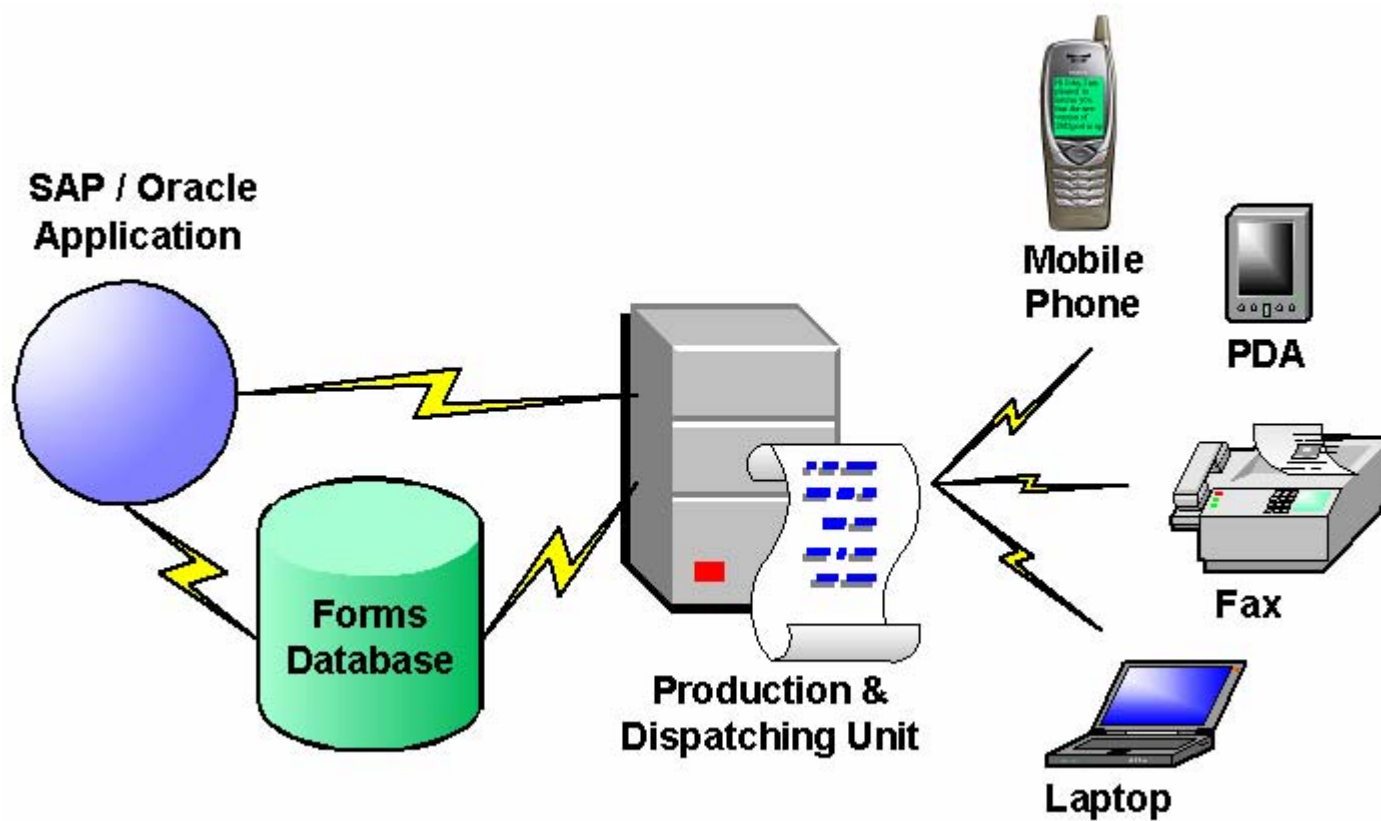 SAP / Oracle
Application
Forms
Database
Production &
Dispatching Unit
Mobile
Phone
PDA
Fax
Laptop